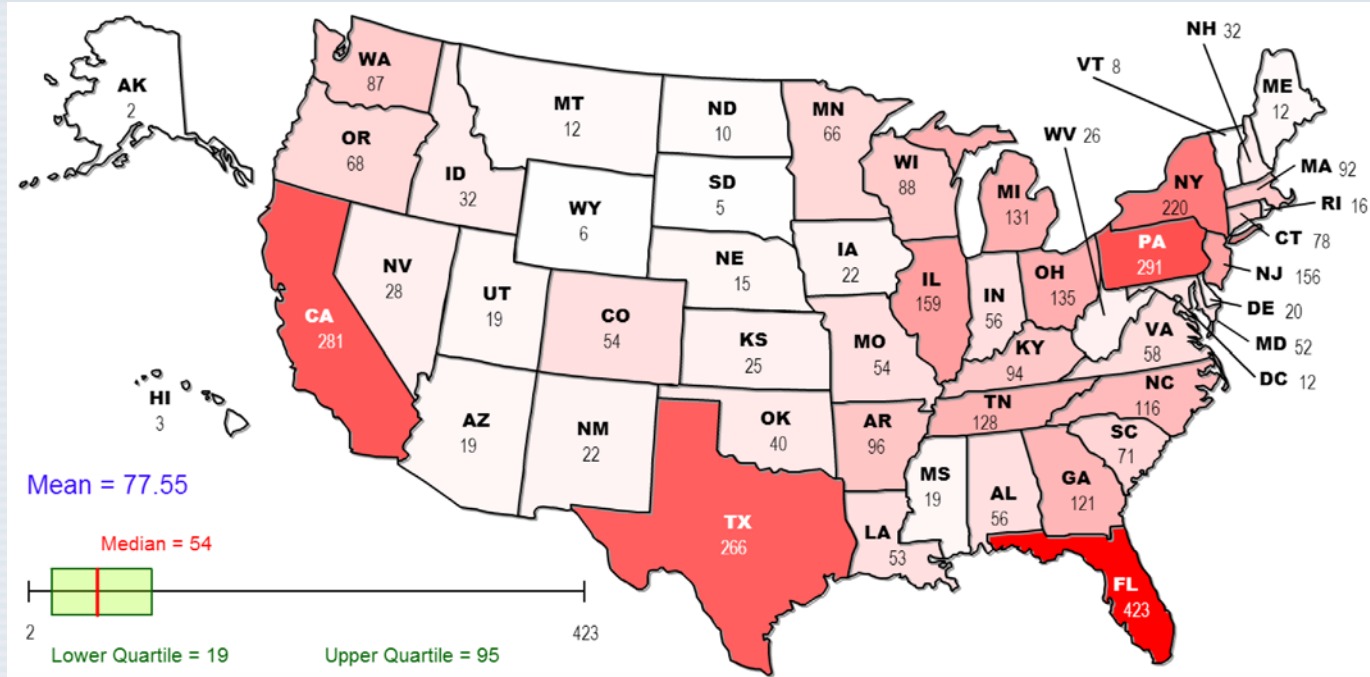 NH 32
VT 8
AK
2
WA
87
MT
12
ND
10
MN
66
ME
12
WV 26
OR
68
ID
32
SD
5
WI
88
MI
131
NY
220
MA 92
RI 16
WY
6
CT 78
PA
291
NV
28
UT
19
NE
15
IA
22
IL
159
IN
56
OH
135
NJ 156
DE 20
CA
281
CO
54
KS
25
MO
54
KY
94
VA
58
MD 52
DC 12
HI
3
AZ
19
NM
22
OK
40
AR
96
TN
128
NC
116
SC
71
Mean = 77.55
TX
266
LA
53
MS
19
AL
56
GA
121
FL
423
Median = 54
2
423
Lower Quartile = 19
Upper Quartile = 95